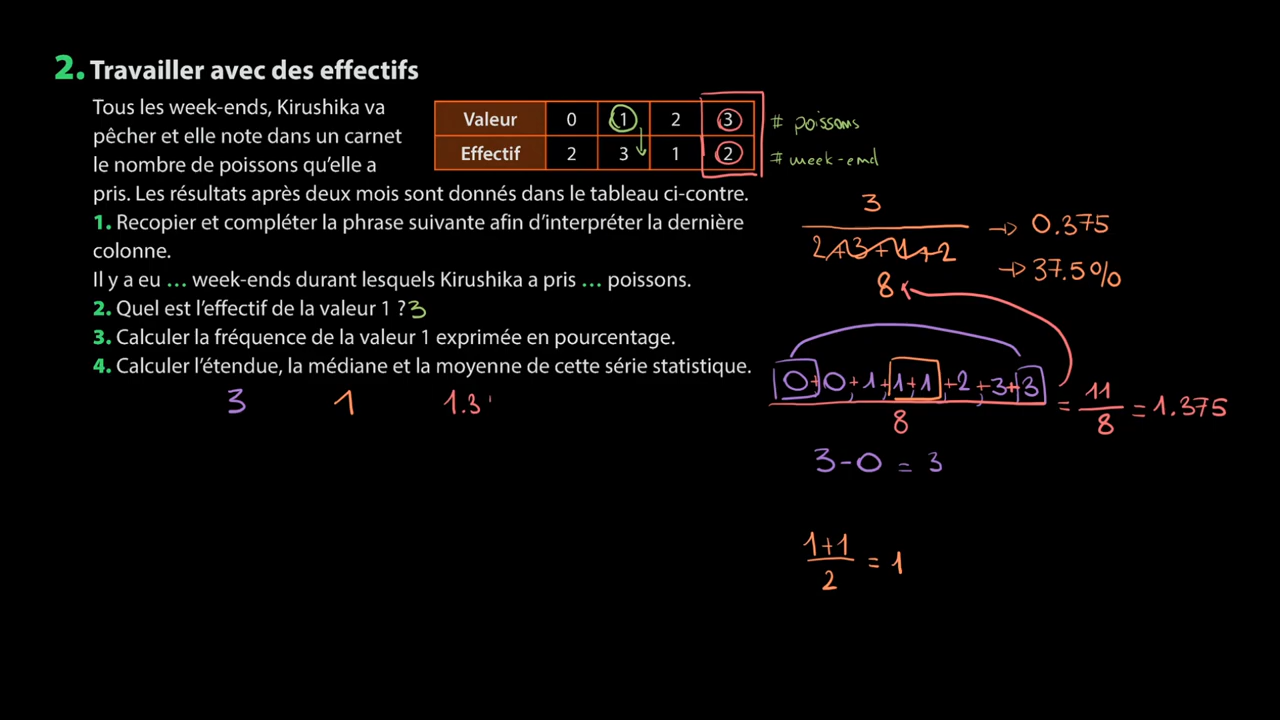 2. Travailler avec des effectifs
Tous les week-ends, Kirushika va
pêcher et elle note dans un carnet
le nombre de poissons qu'elle a
pris. Les résultats après deux mois sont donnés dans le tableau ci-contre.
Valeur 0 1 2 3 # poissons
Effectif 2 3 1 2 # week-end
1. Recopier et compléter la phrase suivante afin d'interpréter la dernière
colonne.
Il y a eu ... week-ends durant lesquels Kirushika a pris ... poissons.
2. Quel est l'effectif de la valeur 1 ? 3
3. Calculer la fréquence de la valeur 1 exprimée en pourcentage.
4. Calculer l'étendue, la médiane et la moyenne de cette série statistique.
3 1 1.3
3
2+3+1+2
8
→ 0.375
→ 37.5%
0+0+1+1+1+2+3+3
8
= 11/8 = 1.375
3-0 = 3
1+1
2
= 1